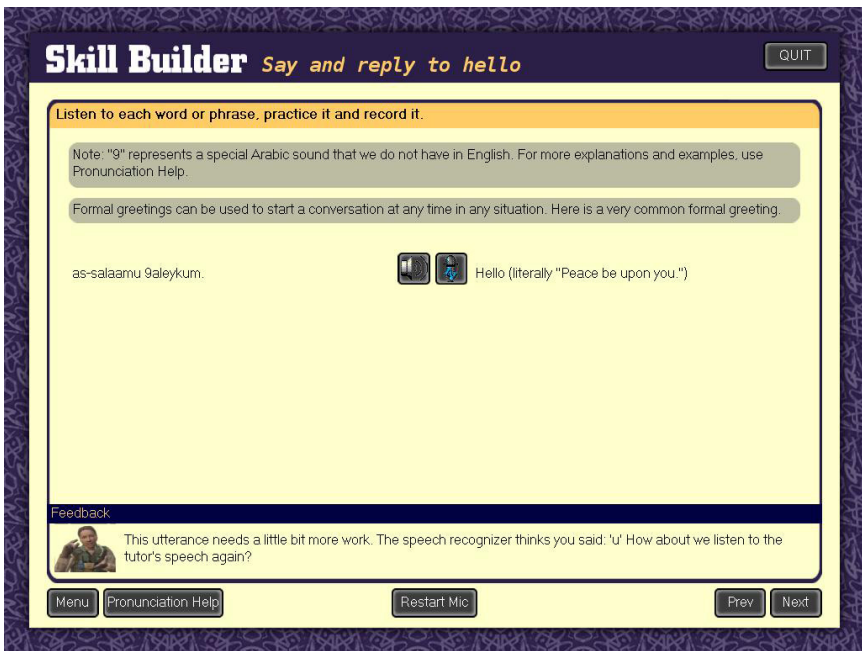 Skill Builder Say and reply to hello
QUIT
Listen to each word or phrase, practice it and record it.
Note: "9" represents a special Arabic sound that we do not have in English. For more explanations and examples, use
Pronunciation Help.
Formal greetings can be used to start a conversation at any time in any situation. Here is a very common formal greeting.
as-salaamu 9aleykum.
Hello (literally "Peace be upon you.")
Feedback
This utterance needs a little bit more work. The speech recognizer thinks you said: 'u' How about we listen to the
tutor's speech again?
Menu Pronunciation Help Restart Mic Prev Next